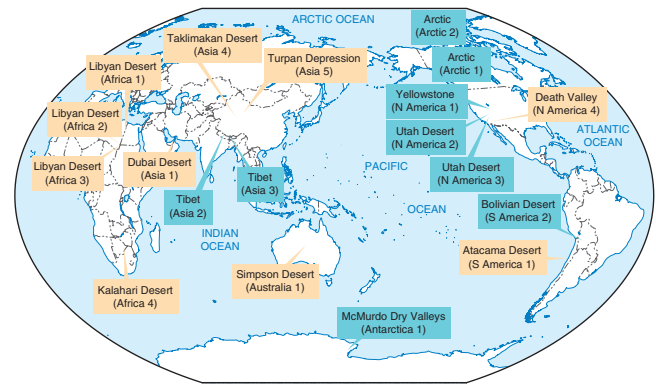 ARCTIC OCEAN
Arctic
(Arctic 2)
Taklimakan Desert
(Asia 4)
Turpan Depression
(Asia 5)
Arctic
(Arctic 1)
Libyan Desert
(Africa 1)
Yellowstone
(N America 1)
Death Valley
(N America 4)
Libyan Desert
(Africa 2)
Utah Desert
(N America 2)
ATLANTIC
OCEAN
Libyan Desert
(Africa 3)
Dubai Desert
(Asia 1)
Tibet
(Asia 3)
PACIFIC
Utah Desert
(N America 3)
Tibet
(Asia 2)
OCEAN
Bolivian Desert
(S America 2)
INDIAN
OCEAN
Atacama Desert
(S America 1)
Simpson Desert
(Australia 1)
Kalahari Desert
(Africa 4)
McMurdo Dry Valleys
(Antarctica 1)